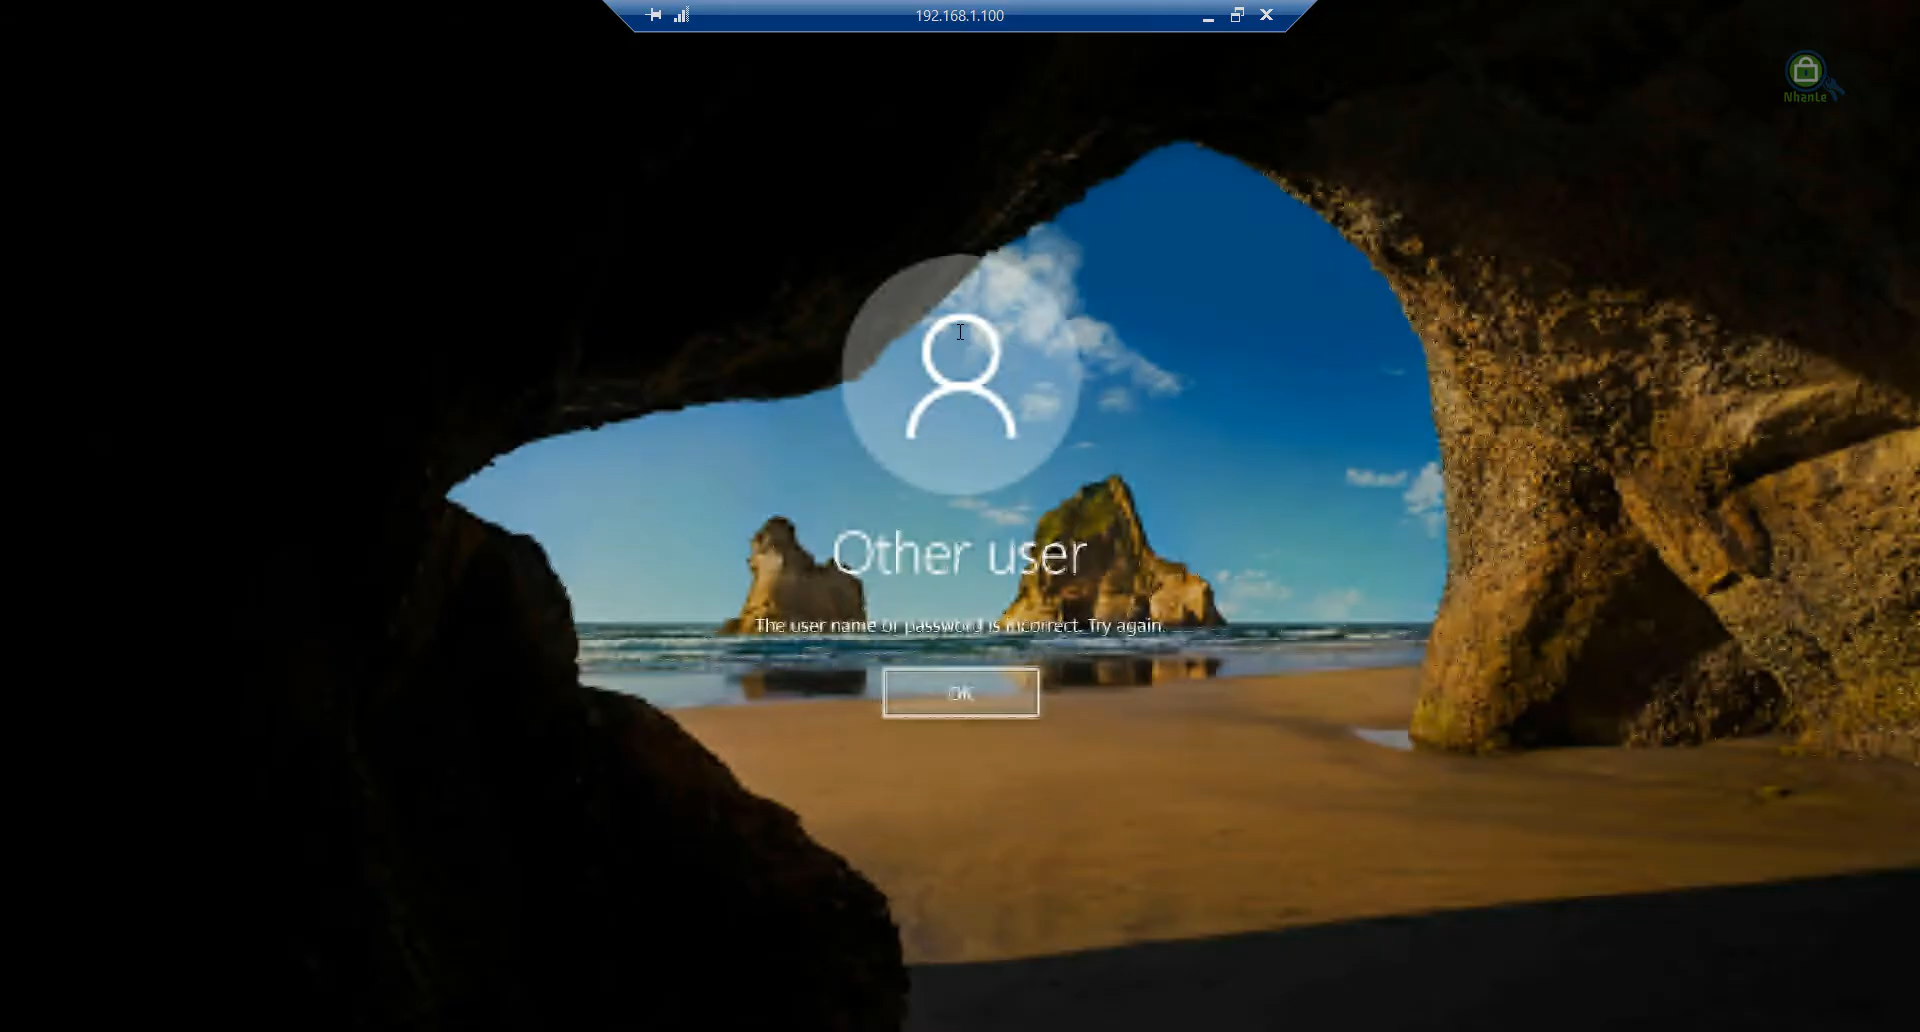 192.168.1.100
NhanLe
Other user
The user name or password is incorrect. Try again.
OK